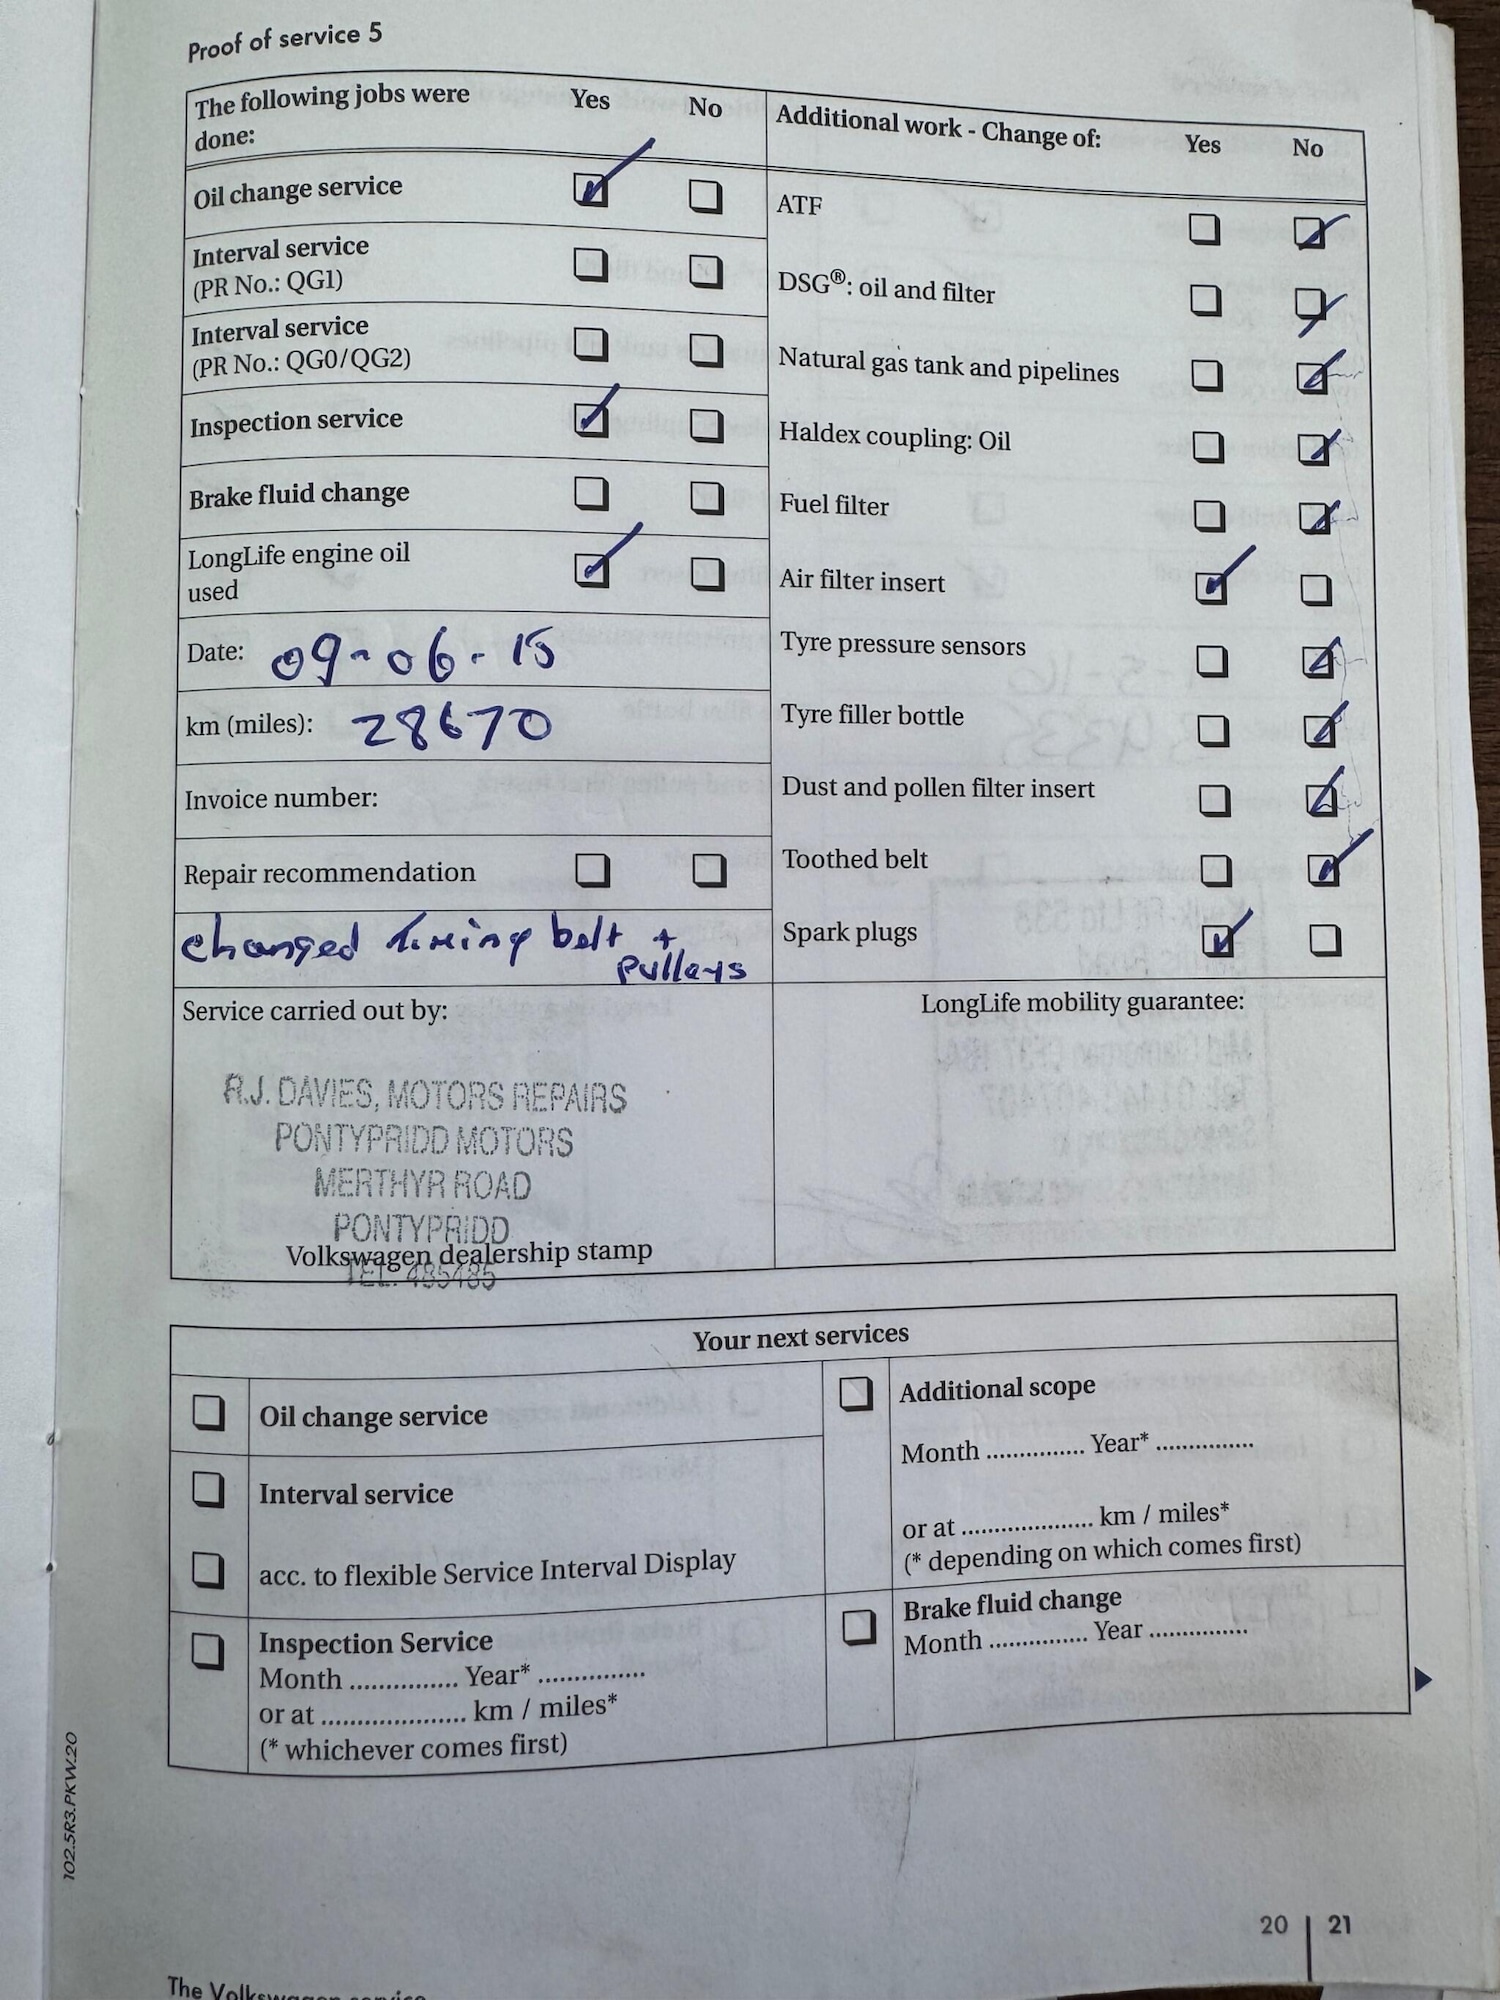 Proof of service 5
The following jobs were
done:
Yes
No
Oil change service
Interval service
(PR No.: QG1)
Interval service
(PR No.: QG0/QG2)
Inspection service
Brake fluid change
LongLife engine oil
used
Date: 09-06-15
km (miles): 28670
Invoice number:
Repair recommendation
changed timing belt +
pulleys
Service carried out by:
R.J. DAVIES, MOTORS REPAIRS
PONTYPRIDD MOTORS
MERTHYR ROAD
PONTYPRIDD
Volkswagen dealership stamp
TEL. 485485
Additional work - Change of:
Yes
No
ATF
DSG®: oil and filter
Natural gas tank and pipelines
Haldex coupling: Oil
Fuel filter
Air filter insert
Tyre pressure sensors
Tyre filler bottle
Dust and pollen filter insert
Toothed belt
Spark plugs
LongLife mobility guarantee:
Your next services
Oil change service
Interval service
acc. to flexible Service Interval Display
Inspection Service
Month ............... Year* ...............
or at .................... km / miles*
(* whichever comes first)
Additional scope
Month .............. Year* ..............
or at .................... km / miles*
(* depending on which comes first)
Brake fluid change
Month .............. Year ..............
102.5R3.PKW.20
20 | 21
The Volkswagen service